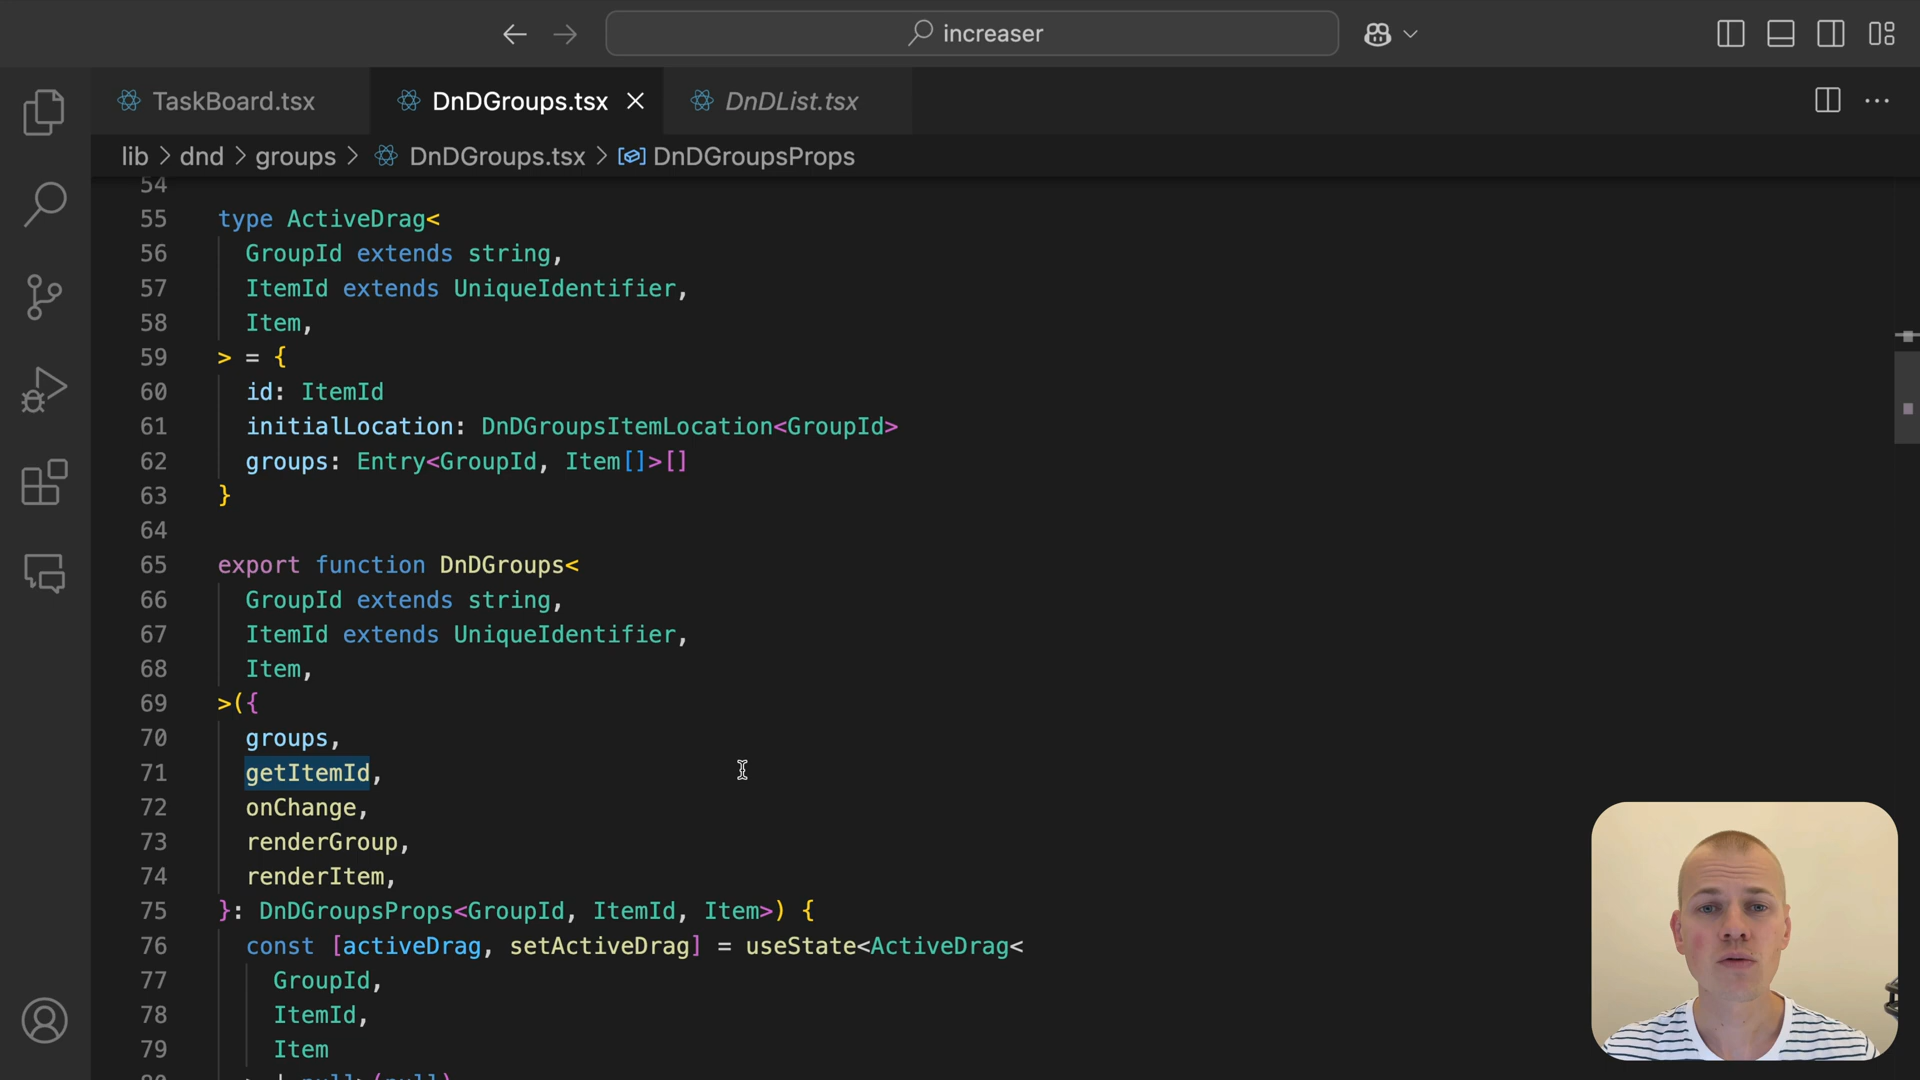 increaser
TaskBoard.tsx
DnDGroups.tsx
DnDList.tsx
lib > dnd > groups > DnDGroups.tsx > DnDGroupsProps
54
55 type ActiveDrag<
56 GroupId extends string,
57 ItemId extends UniqueIdentifier,
58 Item,
59 > = {
60 id: ItemId
61 initialLocation: DnDGroupsItemLocation<GroupId>
62 groups: Entry<GroupId, Item[]>[]
63 }
64
65 export function DnDGroups<
66 GroupId extends string,
67 ItemId extends UniqueIdentifier,
68 Item,
69 >({
70 groups,
71 getItemId,
72 onChange,
73 renderGroup,
74 renderItem,
75 }: DnDGroupsProps<GroupId, ItemId, Item>) {
76 const [activeDrag, setActiveDrag] = useState<ActiveDrag<
77 GroupId,
78 ItemId,
79 Item